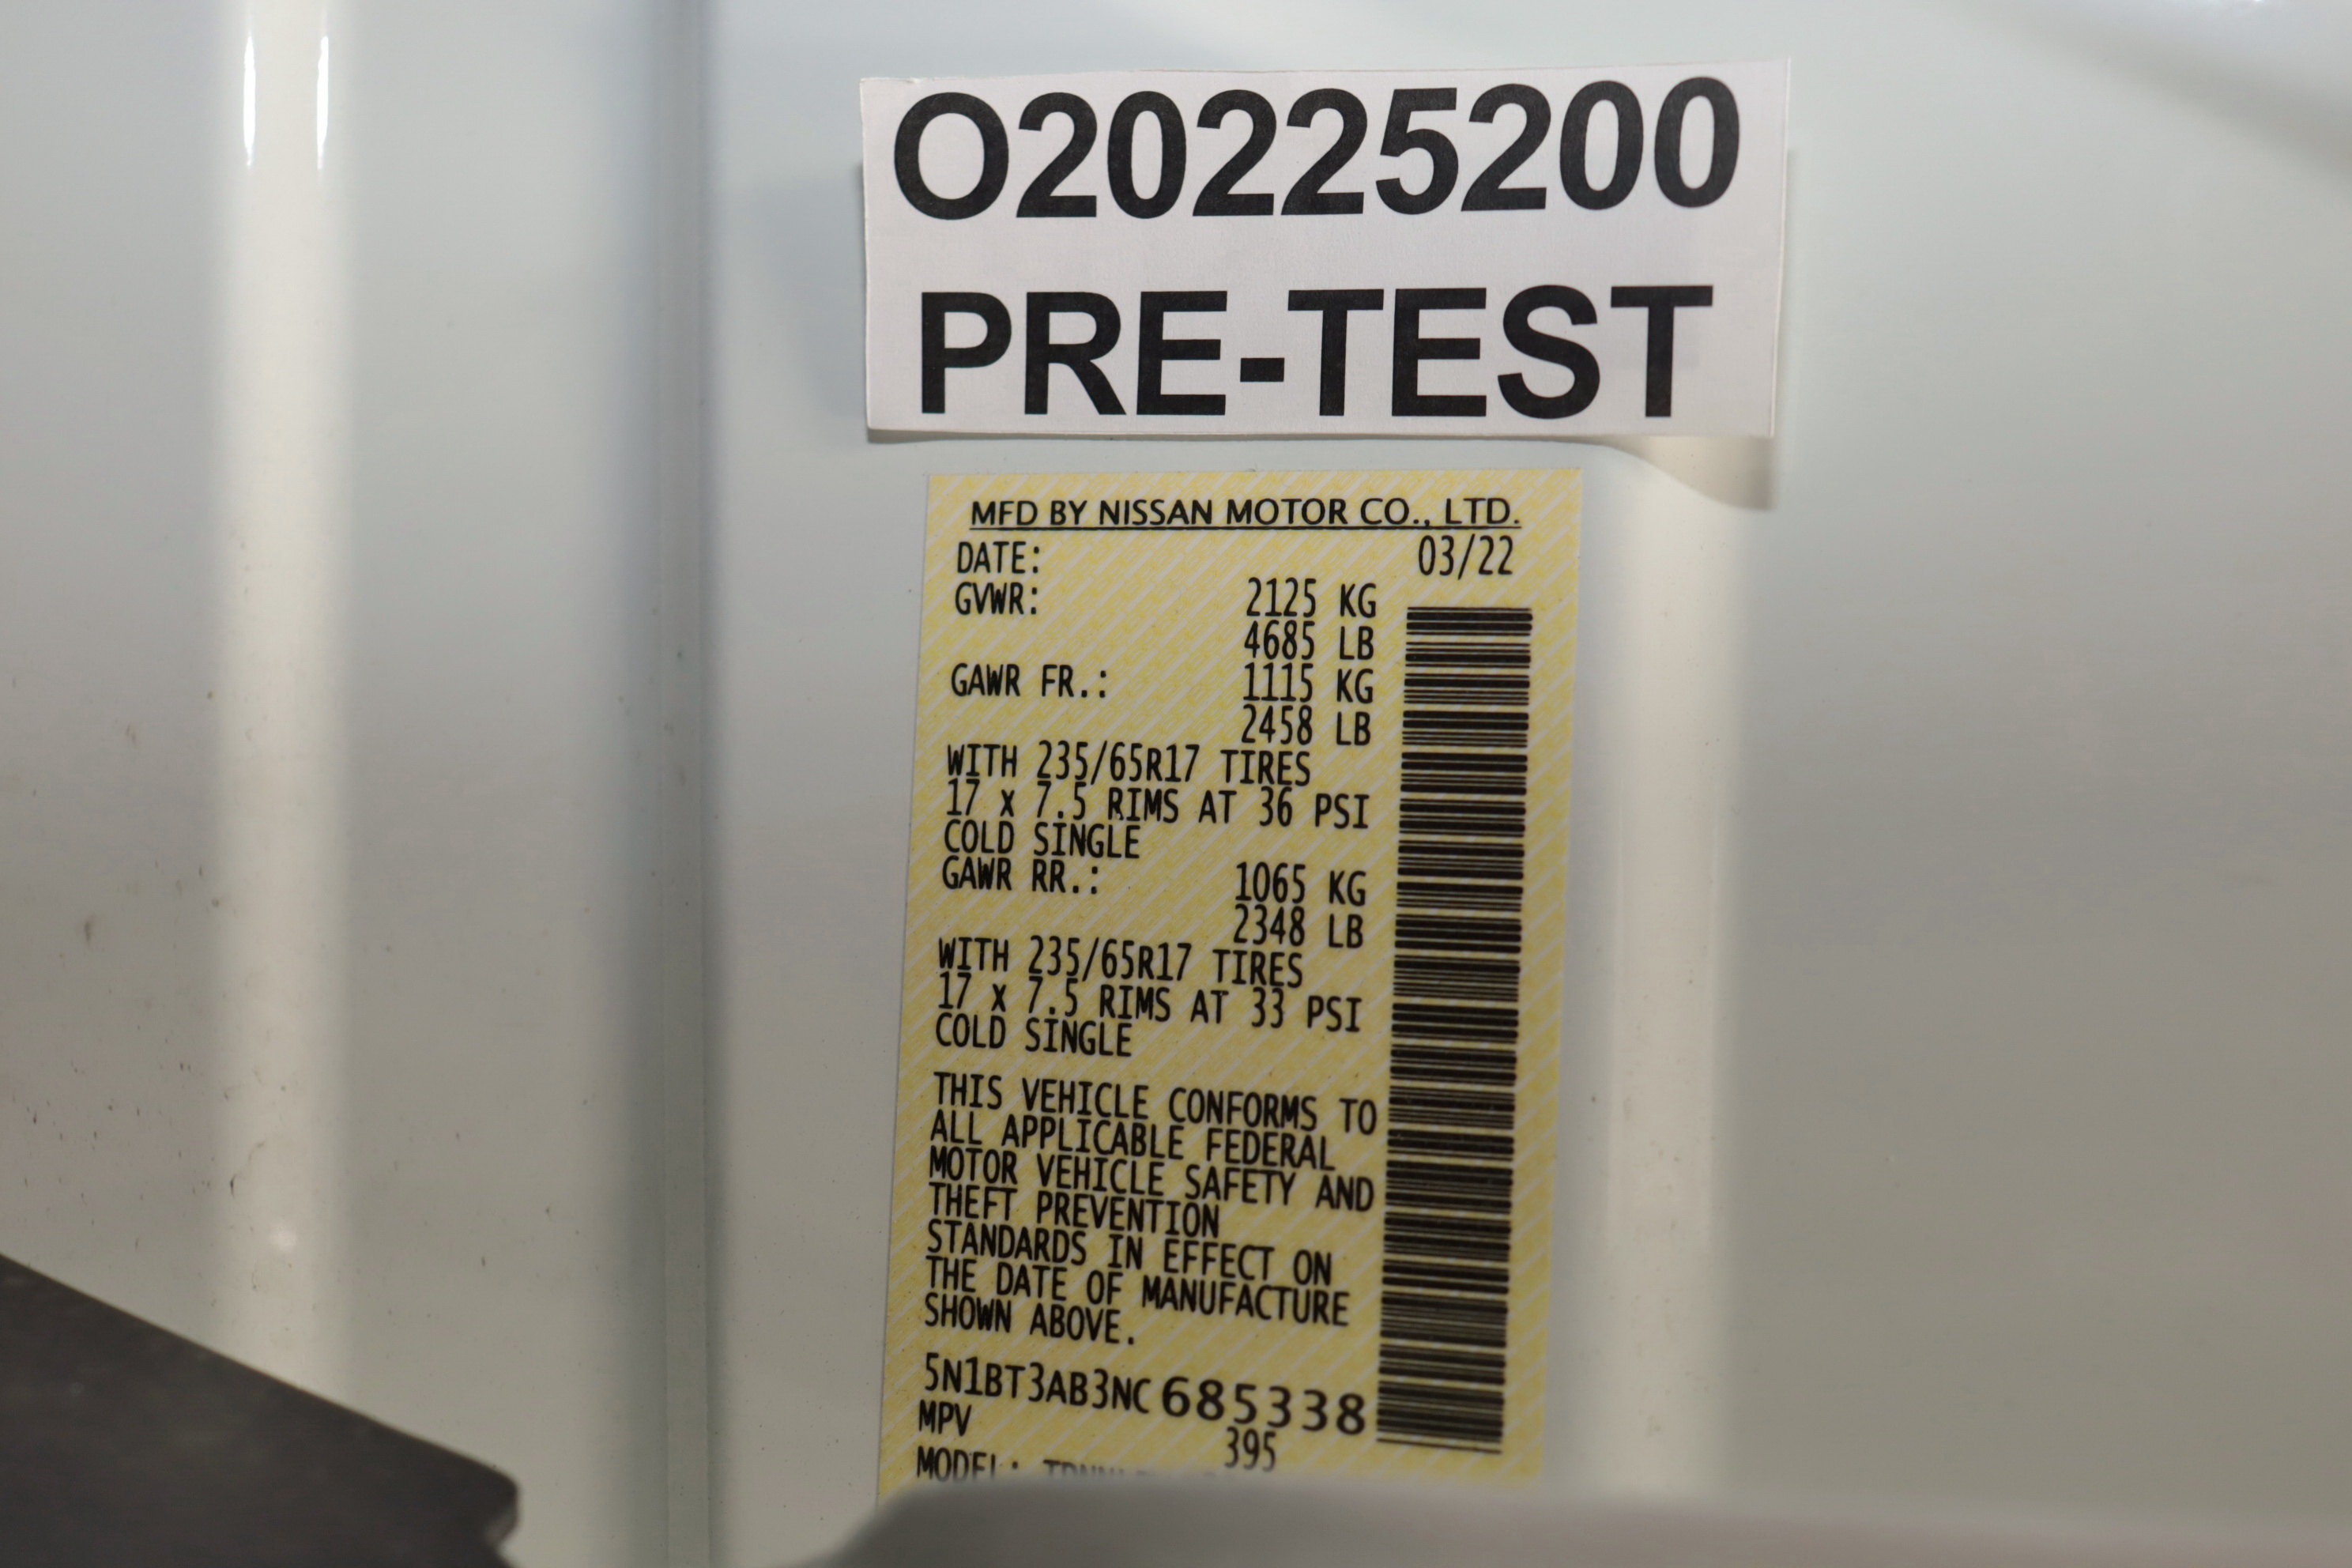 O20225200
PRE-TEST
MFD BY NISSAN MOTOR CO., LTD.
DATE: 03/22
GVWR: 2125 KG
4685 LB
GAWR FR.: 1115 KG
2458 LB
WITH 235/65R17 TIRES
17 x 7.5 RIMS AT 36 PSI
COLD SINGLE
GAWR RR.: 1065 KG
2348 LB
WITH 235/65R17 TIRES
17 x 7.5 RIMS AT 33 PSI
COLD SINGLE
THIS VEHICLE CONFORMS TO
ALL APPLICABLE FEDERAL
MOTOR VEHICLE SAFETY AND
THEFT PREVENTION
STANDARDS IN EFFECT ON
THE DATE OF MANUFACTURE
SHOWN ABOVE.
5N1BT3AB3NC685338
MPV 395
MODEL: